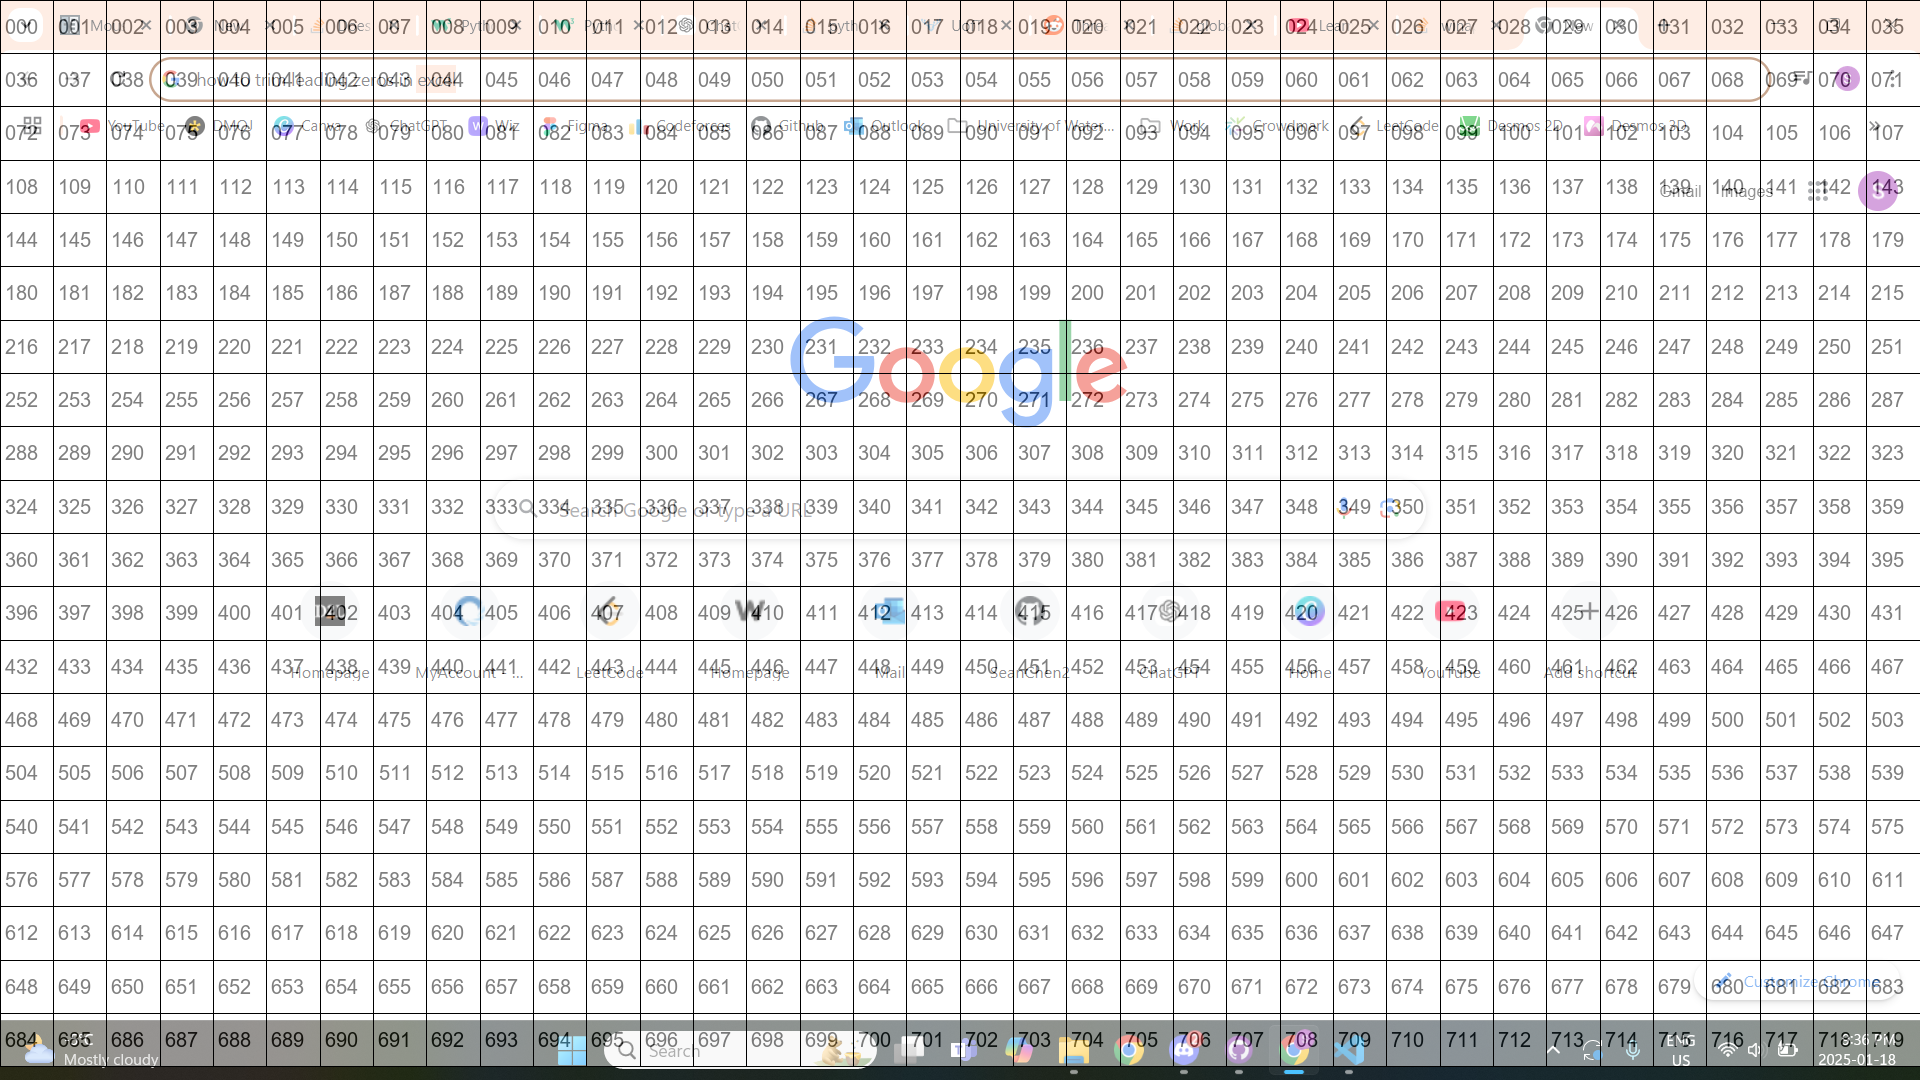 000 001 002 003 004 005 006 007 008 009 010 011 012 013 014 015 016 017 018 019 020 021 022 023 024 025 026 027 028 029 030 031 032 033 034 035
how to trim leading zeros in excel
036 037 038 039 040 041 042 043 044 045 046 047 048 049 050 051 052 053 054 055 056 057 058 059 060 061 062 063 064 065 066 067 068 069 070 071
YouTube DMOJ Canva ChatGPT Wiz Figma Codeforces Github Outlook University of Water... Work Crowdmark LeetCode Desmos 2D Desmos 3D
072 073 074 075 076 077 078 079 080 081 082 083 084 085 086 087 088 089 090 091 092 093 094 095 096 097 098 099 100 101 102 103 104 105 106 107
108 109 110 111 112 113 114 115 116 117 118 119 120 121 122 123 124 125 126 127 128 129 130 131 132 133 134 135 136 137 138 139 140 141 142 143
Gmail Images S
144 145 146 147 148 149 150 151 152 153 154 155 156 157 158 159 160 161 162 163 164 165 166 167 168 169 170 171 172 173 174 175 176 177 178 179
180 181 182 183 184 185 186 187 188 189 190 191 192 193 194 195 196 197 198 199 200 201 202 203 204 205 206 207 208 209 210 211 212 213 214 215
216 217 218 219 220 221 222 223 224 225 226 227 228 229 230 231 232 233 234 235 236 237 238 239 240 241 242 243 244 245 246 247 248 249 250 251
Google
252 253 254 255 256 257 258 259 260 261 262 263 264 265 266 267 268 269 270 271 272 273 274 275 276 277 278 279 280 281 282 283 284 285 286 287
288 289 290 291 292 293 294 295 296 297 298 299 300 301 302 303 304 305 306 307 308 309 310 311 312 313 314 315 316 317 318 319 320 321 322 323
324 325 326 327 328 329 330 331 332 333 334 335 336 337 338 339 340 341 342 343 344 345 346 347 348 349 350 351 352 353 354 355 356 357 358 359
Search Google or type a URL
360 361 362 363 364 365 366 367 368 369 370 371 372 373 374 375 376 377 378 379 380 381 382 383 384 385 386 387 388 389 390 391 392 393 394 395
396 397 398 399 400 401 402 403 404 405 406 407 408 409 410 411 412 413 414 415 416 417 418 419 420 421 422 423 424 425 426 427 428 429 430 431
432 433 434 435 436 437 438 439 440 441 442 443 444 445 446 447 448 449 450 451 452 453 454 455 456 457 458 459 460 461 462 463 464 465 466 467
Homepage MyAccount - ... LeetCode Homepage Mail SeanChen2 ChatGPT Home YouTube Add shortcut
468 469 470 471 472 473 474 475 476 477 478 479 480 481 482 483 484 485 486 487 488 489 490 491 492 493 494 495 496 497 498 499 500 501 502 503
504 505 506 507 508 509 510 511 512 513 514 515 516 517 518 519 520 521 522 523 524 525 526 527 528 529 530 531 532 533 534 535 536 537 538 539
540 541 542 543 544 545 546 547 548 549 550 551 552 553 554 555 556 557 558 559 560 561 562 563 564 565 566 567 568 569 570 571 572 573 574 575
576 577 578 579 580 581 582 583 584 585 586 587 588 589 590 591 592 593 594 595 596 597 598 599 600 601 602 603 604 605 606 607 608 609 610 611
612 613 614 615 616 617 618 619 620 621 622 623 624 625 626 627 628 629 630 631 632 633 634 635 636 637 638 639 640 641 642 643 644 645 646 647
648 649 650 651 652 653 654 655 656 657 658 659 660 661 662 663 664 665 666 667 668 669 670 671 672 673 674 675 676 677 678 679 680 681 682 683
Customize Chrome
684 685 686 687 688 689 690 691 692 693 694 695 696 697 698 699 700 701 702 703 704 705 706 707 708 709 710 711 712 713 714 715 716 717 718 719
Mostly cloudy
Search
ENG
US
8:36 PM
2025-01-18